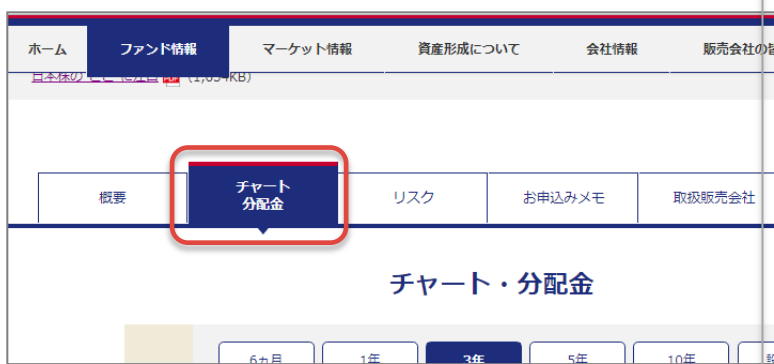 ホーム ファンド情報 マーケット情報 資産形成について 会社情報 販売会社の
日本株の
概要 チャート 分配金 リスク お申込みメモ 取扱販売会社
チャート・分配金
6ヵ月 1年 3年 5年 10年